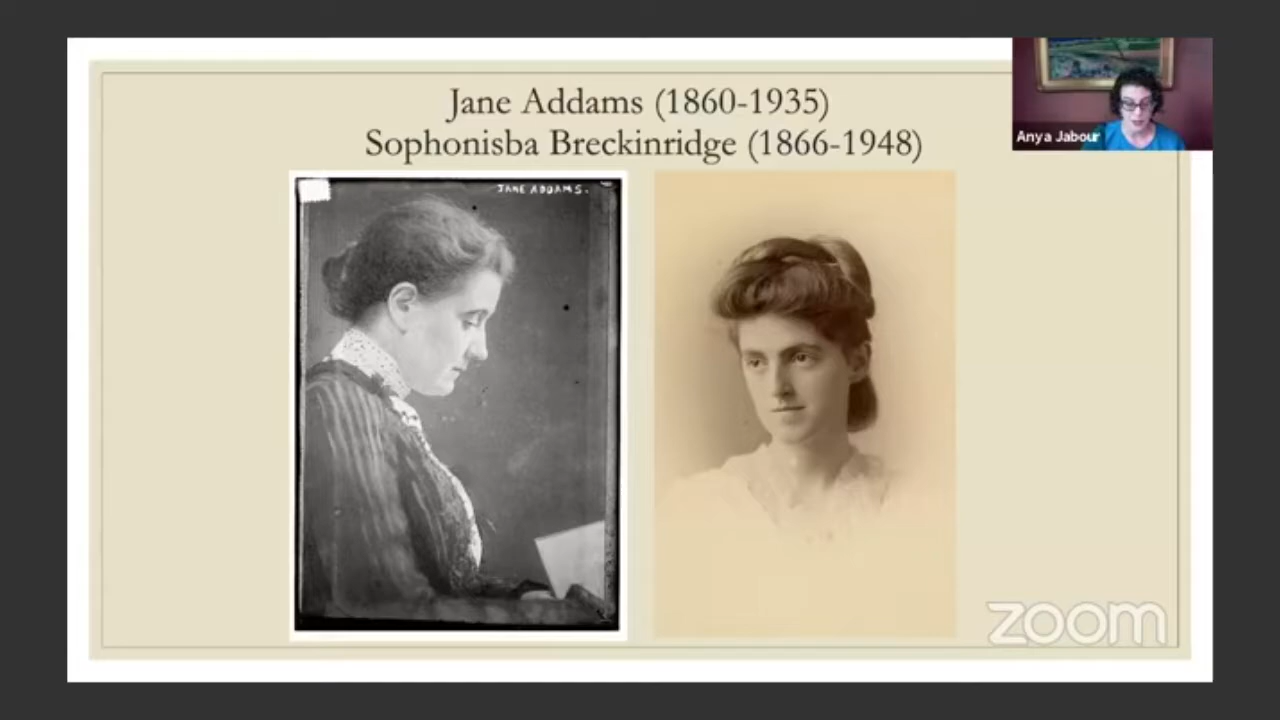 Jane Addams (1860-1935)
Sophonisba Breckinridge (1866-1948)
Anya Jabour
JANE ADDAMS.
zoom